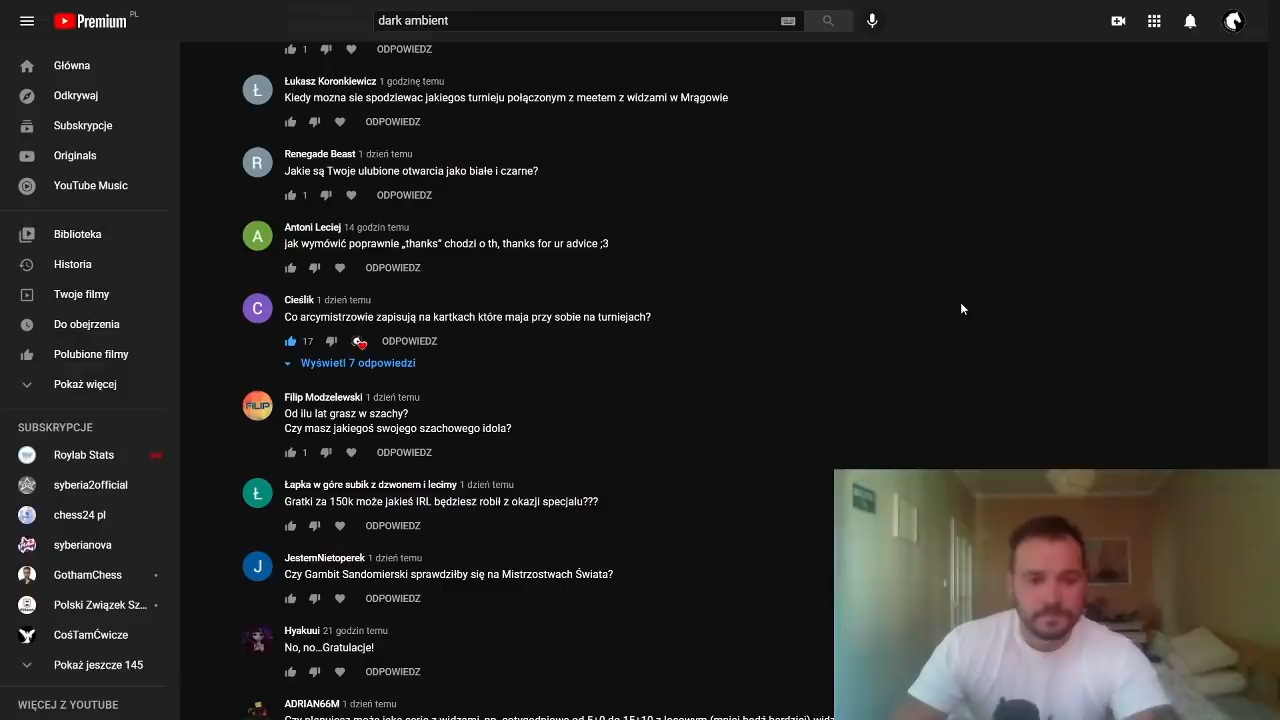 Premium PL
dark ambient
Główna
Odkrywaj
Subskrypcje
Originals
YouTube Music
Biblioteka
Historia
Twoje filmy
Do obejrzenia
Polubione filmy
Pokaż więcej
SUBSKRYPCJE
Roylab Stats
syberia2official
chess24 pl
syberianova
GothamChess
Polski Związek Sz...
CośTamĆwicze
Pokaż jeszcze 145
WIĘCEJ Z YOUTUBE
1 ODPOWIEDZ
Ł
Łukasz Koronkiewicz 1 godzinę temu
Kiedy mozna sie spodziewac jakiegos turnieju połączonym z meetem z widzami w Mrągowie
ODPOWIEDZ
R
Renegade Beast 1 dzień temu
Jakie są Twoje ulubione otwarcia jako białe i czarne?
1 ODPOWIEDZ
A
Antoni Leciej 14 godzin temu
jak wymówić poprawnie „thanks” chodzi o th, thanks for ur advice ;3
ODPOWIEDZ
C
Cieślik 1 dzień temu
Co arcymistrzowie zapisują na kartkach które maja przy sobie na turniejach?
17 ODPOWIEDZ
Wyświetl 7 odpowiedzi
FILIP
Filip Modzelewski 1 dzień temu
Od ilu lat grasz w szachy?
Czy masz jakiegoś swojego szachowego idola?
1 ODPOWIEDZ
Ł
Łapka w góre subik z dzwonem i lecimy 1 dzień temu
Gratki za 150k może jakieś IRL będziesz robił z okazji specjalu???
ODPOWIEDZ
J
JestemNietoperek 1 dzień temu
Czy Gambit Sandomierski sprawdziłby się na Mistrzostwach Świata?
ODPOWIEDZ
Hyakuui 21 godzin temu
No, no...Gratulacje!
ODPOWIEDZ
ADRIAN66M 1 dzień temu